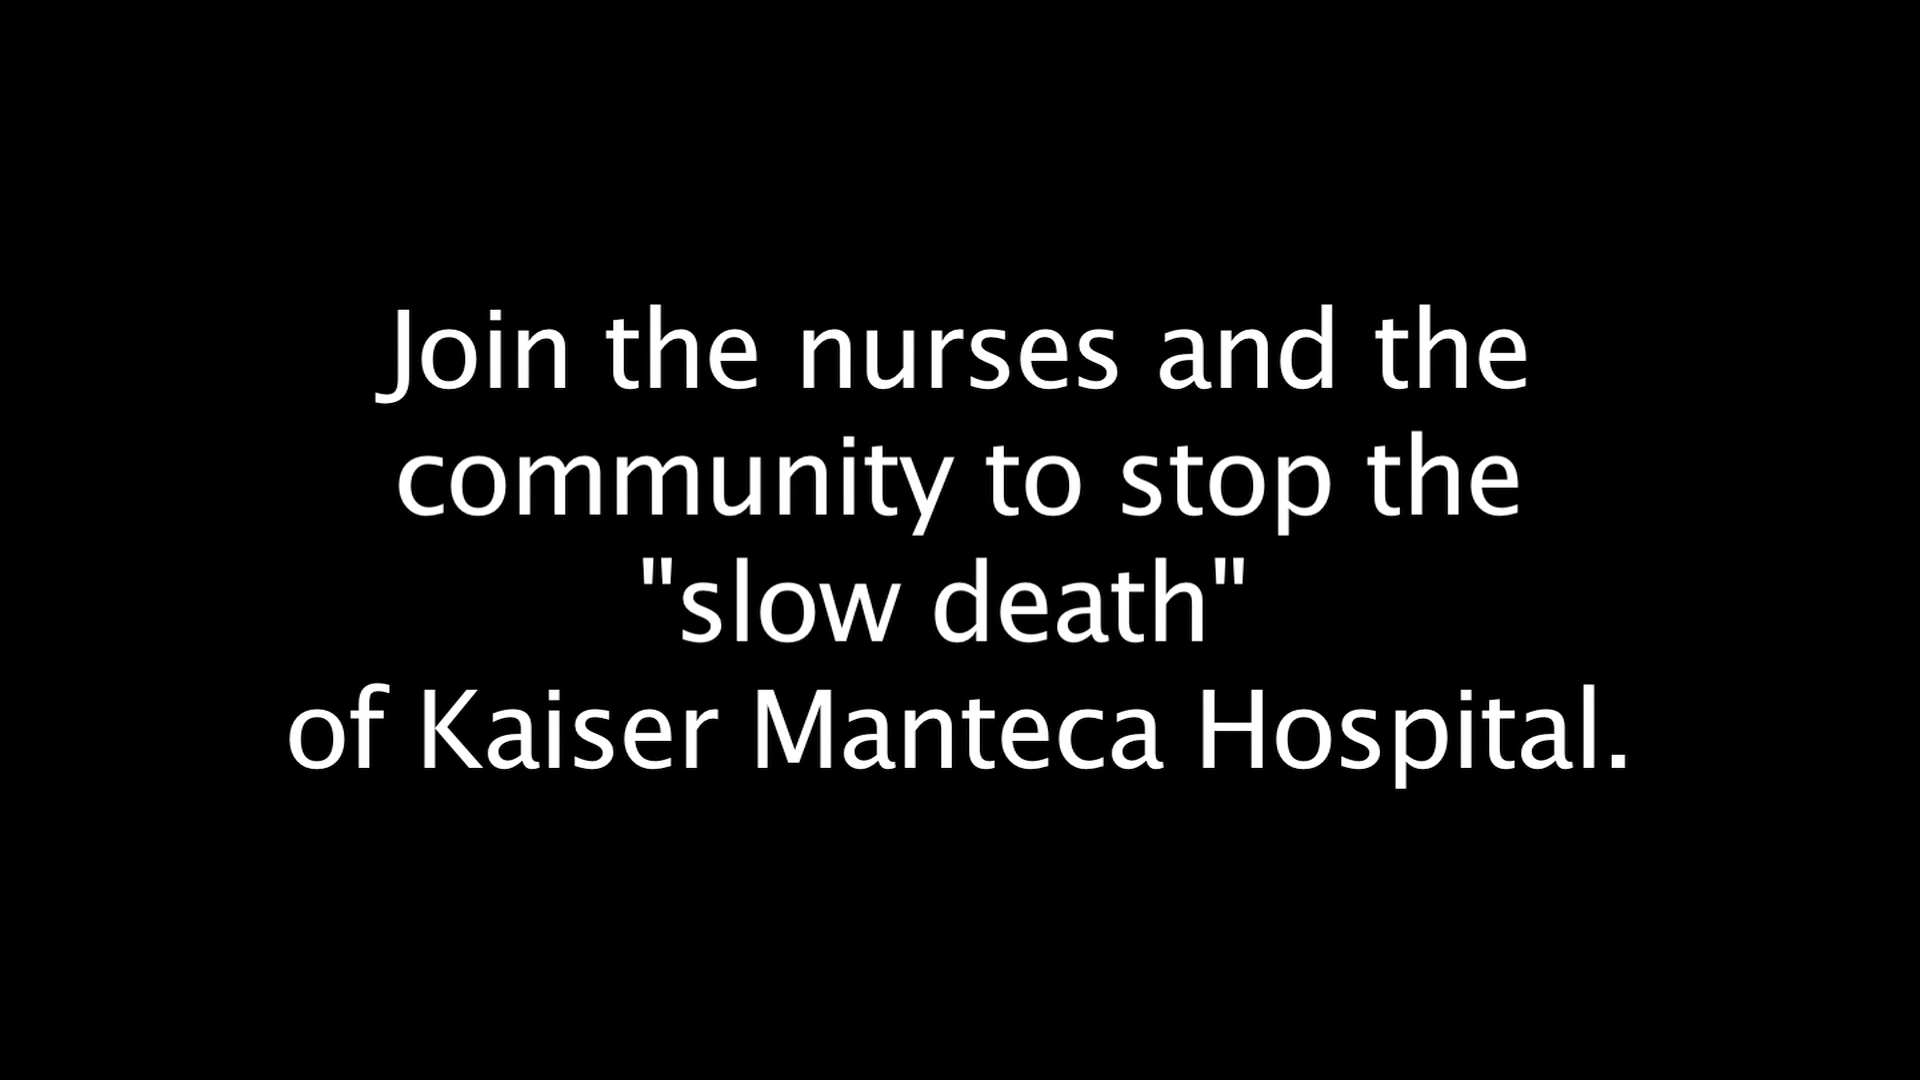 Join the nurses and the
community to stop the
"slow death"
of Kaiser Manteca Hospital.